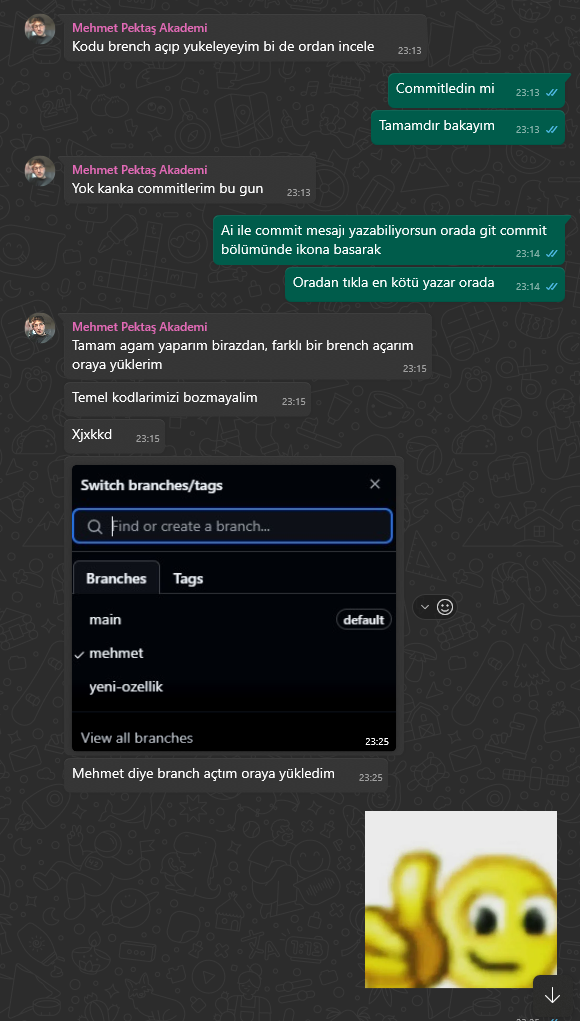 Mehmet Pektaş Akademi
Kodu brench açıp yukeleyeyim bi de ordan incele
23:13
Commitledin mi
23:13
Tamamdır bakayım
23:13
Mehmet Pektaş Akademi
Yok kanka commitlerim bu gun
23:13
Ai ile commit mesajı yazabiliyorsun orada git commit
bölümünde ikona basarak
23:14
Oradan tıkla en kötü yazar orada
23:14
Mehmet Pektaş Akademi
Tamam agam yaparım birazdan, farklı bir brench açarım
oraya yüklerim
23:15
Temel kodlarimizi bozmayalim
23:15
Xjxkkd
23:15
Switch branches/tags
Find or create a branch...
Branches Tags
main default
mehmet
yeni-ozellik
View all branches
23:25
Mehmet diye branch açtım oraya yükledim
23:25